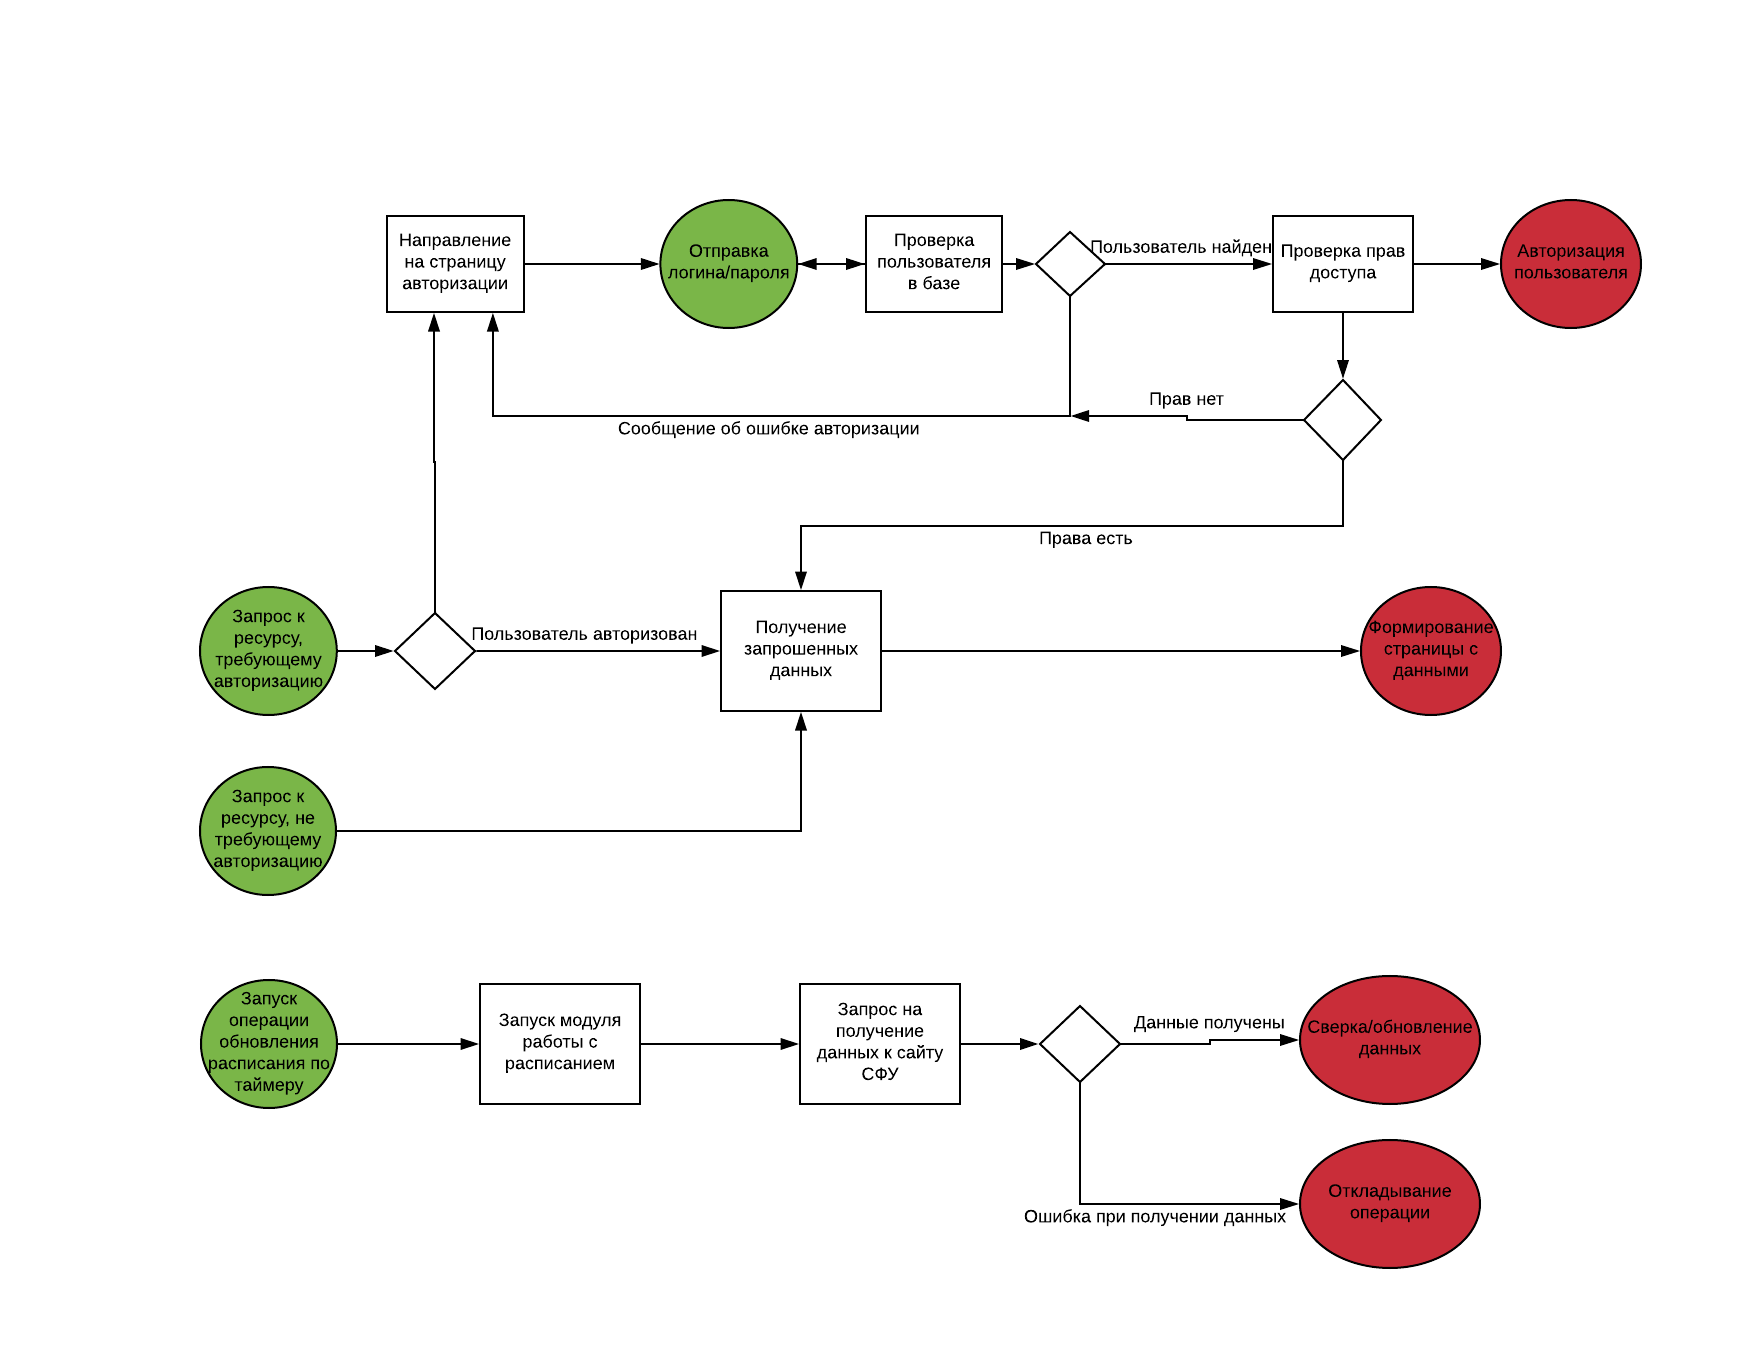 Направление
на страницу
авторизации
Отправка
логина/пароля
Проверка
пользователя
в базе
Пользователь найден
Проверка прав
доступа
Авторизация
пользователя
Прав нет
Сообщение об ошибке авторизации
Права есть
Запрос к
ресурсу,
требующему
авторизацию
Пользователь авторизован
Получение
запрошенных
данных
Формирование
страницы с
данными
Запрос к
ресурсу, не
требующему
авторизацию
Запуск
операции
обновления
расписания по
таймеру
Запуск модуля
работы с
расписанием
Запрос на
получение
данных к сайту
СФУ
Данные получены
Сверка/обновление
данных
Ошибка при получении данных
Откладывание
операции